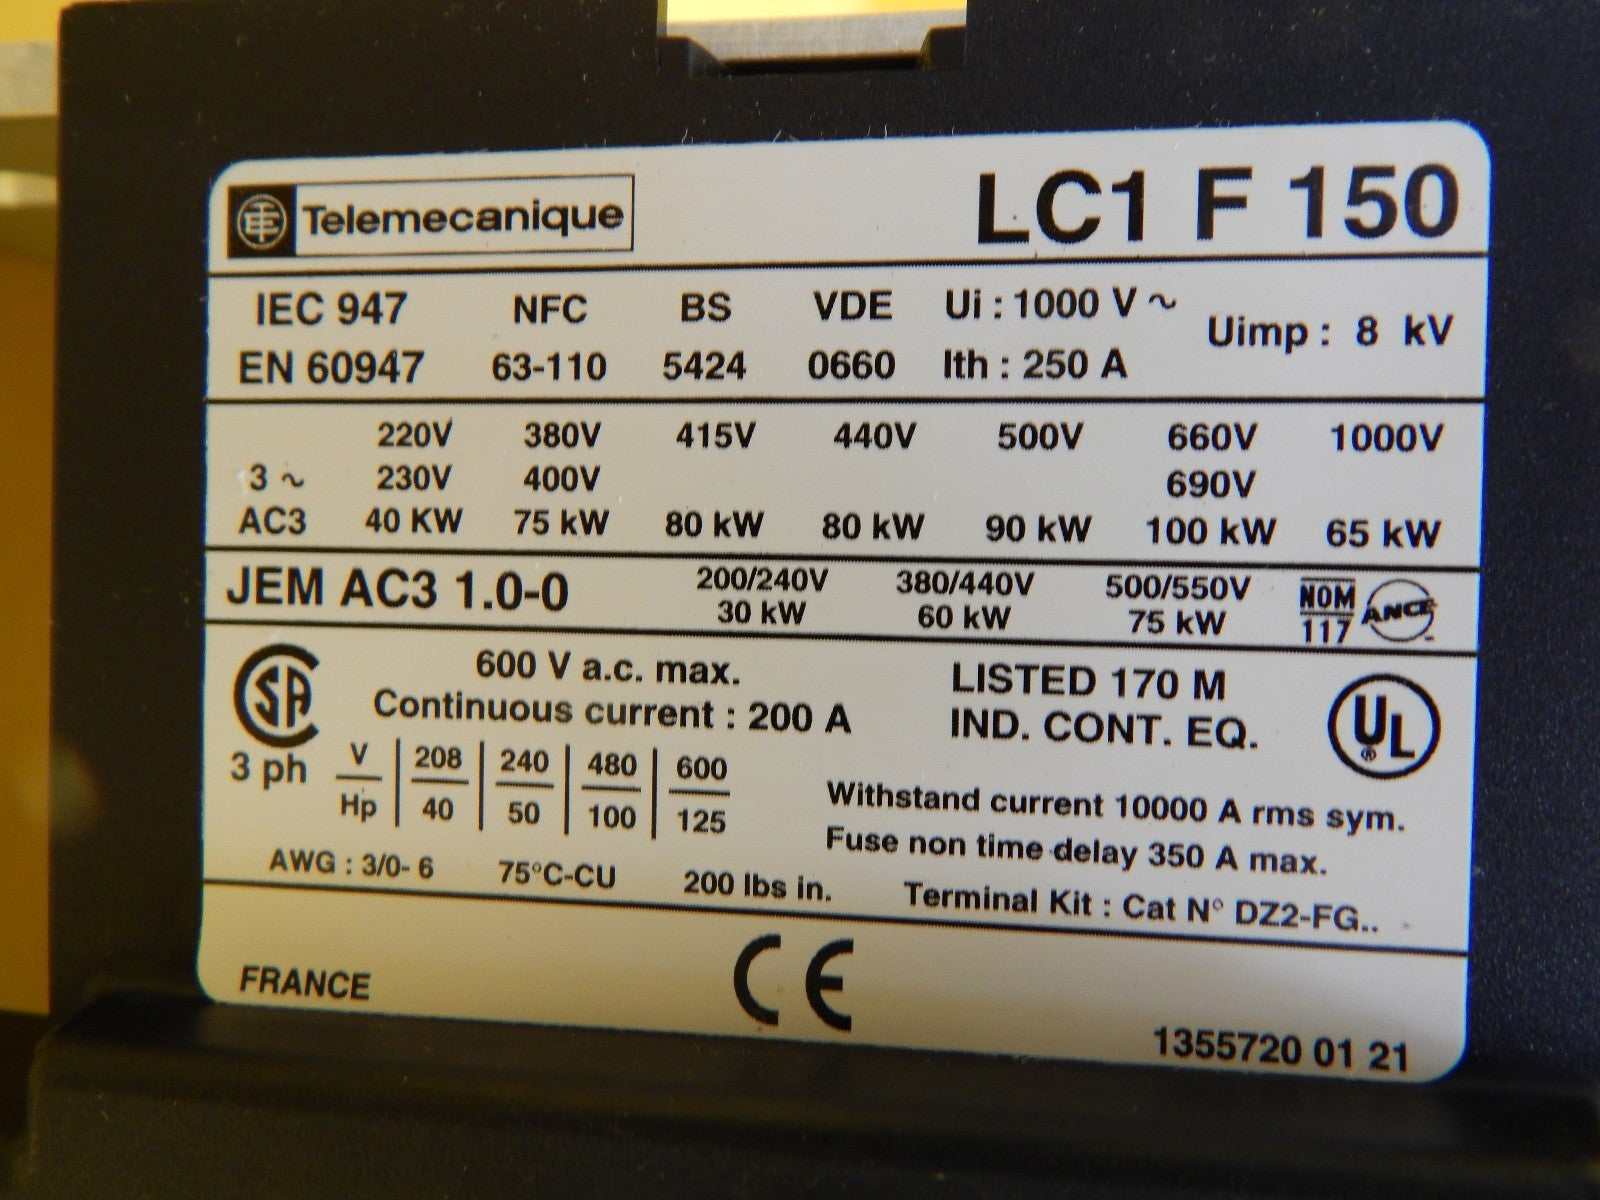 Telemecanique LC1 F 150
IEC 947 NFC BS VDE Ui : 1000 V ~ Uimp : 8 kV
EN 60947 63-110 5424 0660 Ith : 250 A
220V 380V 415V 440V 500V 660V 1000V
3 ~ 230V 400V 690V
AC3 40 KW 75 kW 80 kW 80 kW 90 kW 100 kW 65 kW
JEM AC3 1.0-0 200/240V 380/440V 500/550V NOM ANCE
30 kW 60 kW 75 kW 117
SA 600 V a.c. max. LISTED 170 M UL ®
Continuous current : 200 A IND. CONT. EQ.
3 ph V 208 240 480 600
Hp 40 50 100 125
Withstand current 10000 A rms sym.
Fuse non time delay 350 A max.
AWG : 3/0- 6 75°C-CU 200 lbs in. Terminal Kit : Cat N° DZ2-FG..
FRANCE CE
1355720 01 21